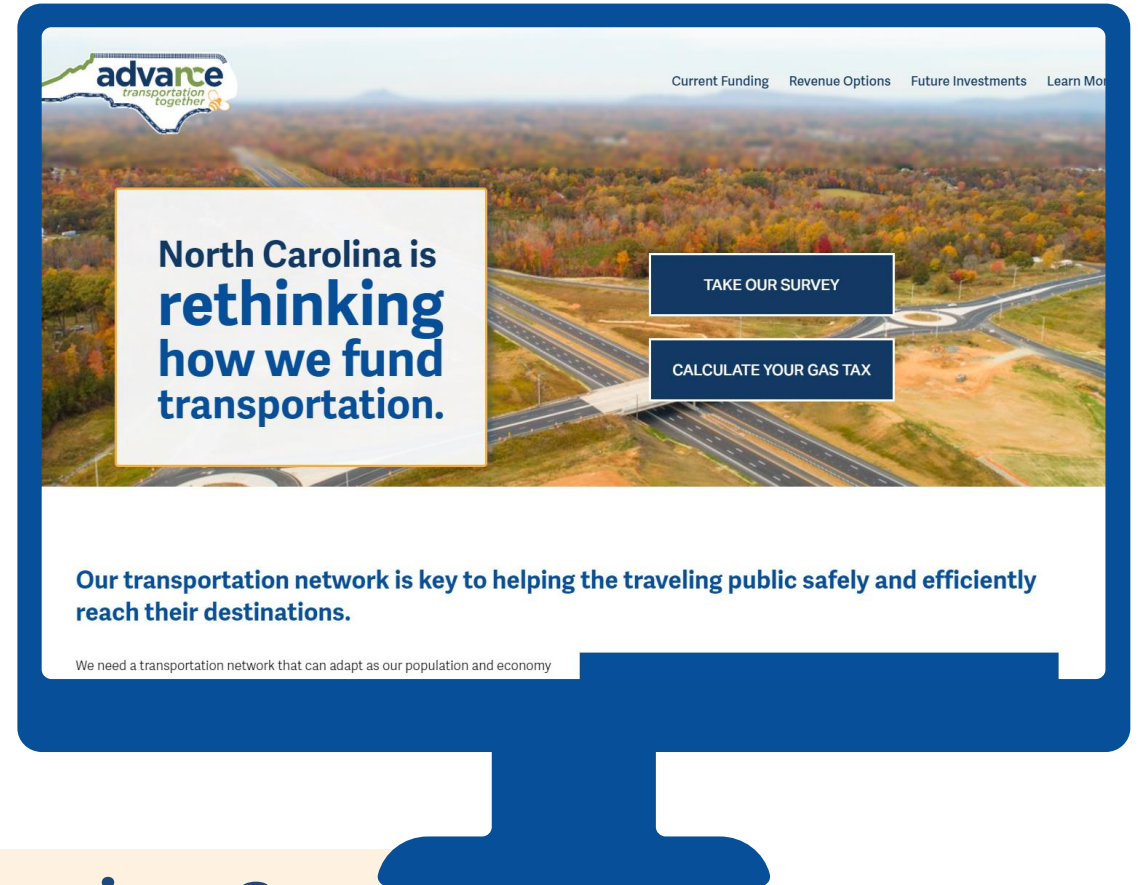 advance
transportation
together
Current Funding Revenue Options Future Investments Learn
North Carolina is
rethinking
how we fund
transportation.
TAKE OUR SURVEY
CALCULATE YOUR GAS TAX
Our transportation network is key to helping the traveling public safely and efficiently
reach their destinations.
We need a transportation network that can adapt as our population and economy